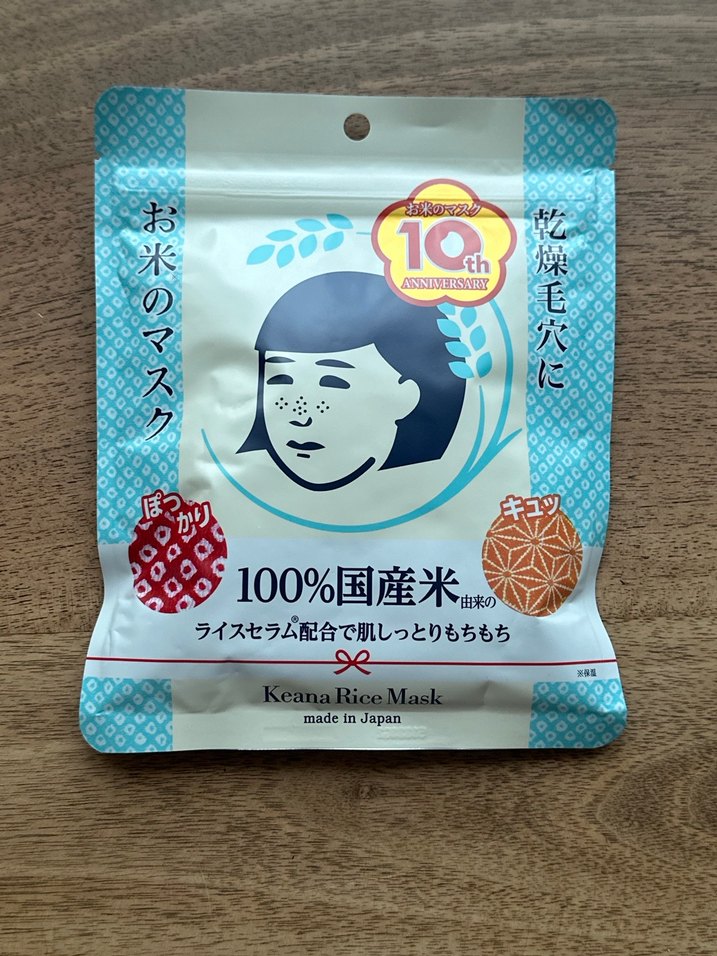 お米のマスク
10th
ANNIVERSARY
乾燥毛穴に
お米のマスク
ぽっかり
キュッ
100%国産米由来の
ライスセラム®配合で肌しっとりもちもち
※保湿
Keana Rice Mask
made in Japan